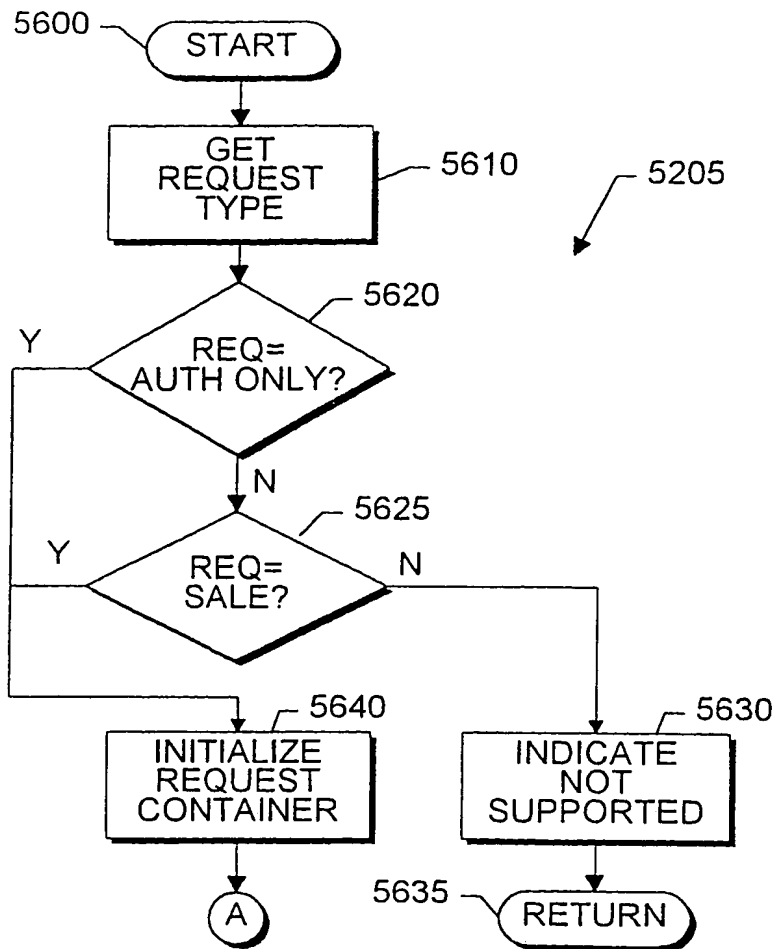 5600
START
GET
REQUEST
TYPE
5610
5205
5620
Y
REQ=
AUTH ONLY?
N
5625
Y
REQ=
SALE?
N
5640
INITIALIZE
REQUEST
CONTAINER
5630
INDICATE
NOT
SUPPORTED
A
5635
RETURN